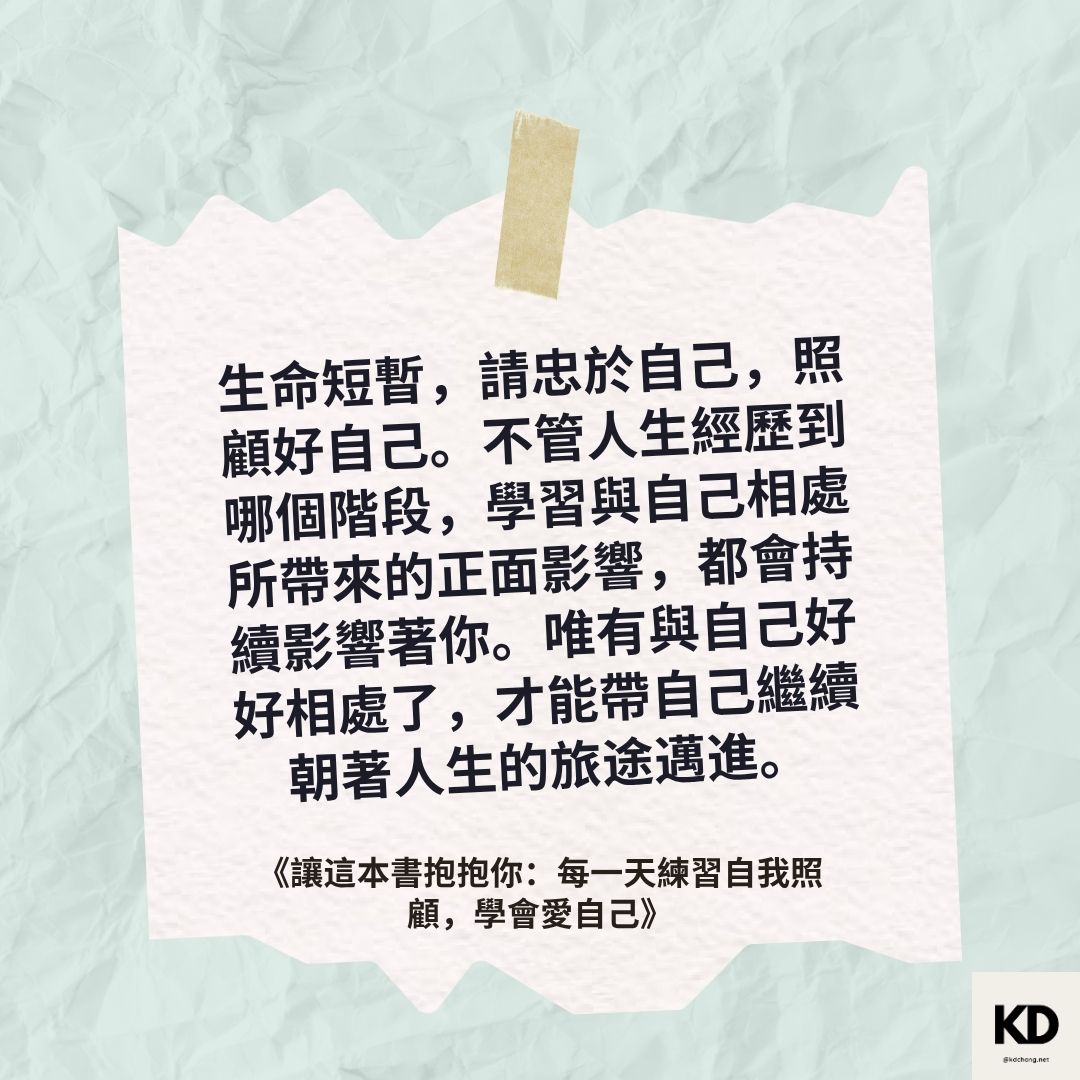 生命短暫，請忠於自己，照
顧好自己。不管人生經歷到
哪個階段，學習與自己相處
所帶來的正面影響，都會持
續影響著你。唯有與自己好
好相處了，才能帶自己繼續
朝著人生的旅途邁進。
《讓這本書抱抱你：每一天練習自我照
顧，學會愛自己》
KD
@kdchong.net